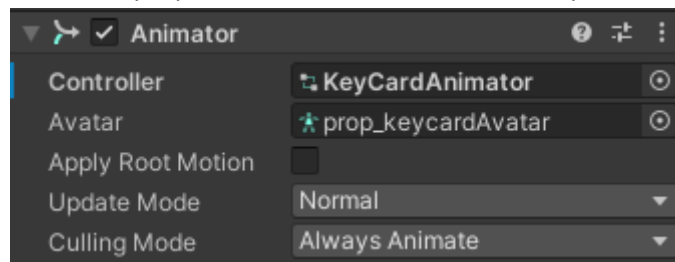 Animator
Controller KeyCardAnimator
Avatar prop_keycardAvatar
Apply Root Motion
Update Mode Normal
Culling Mode Always Animate